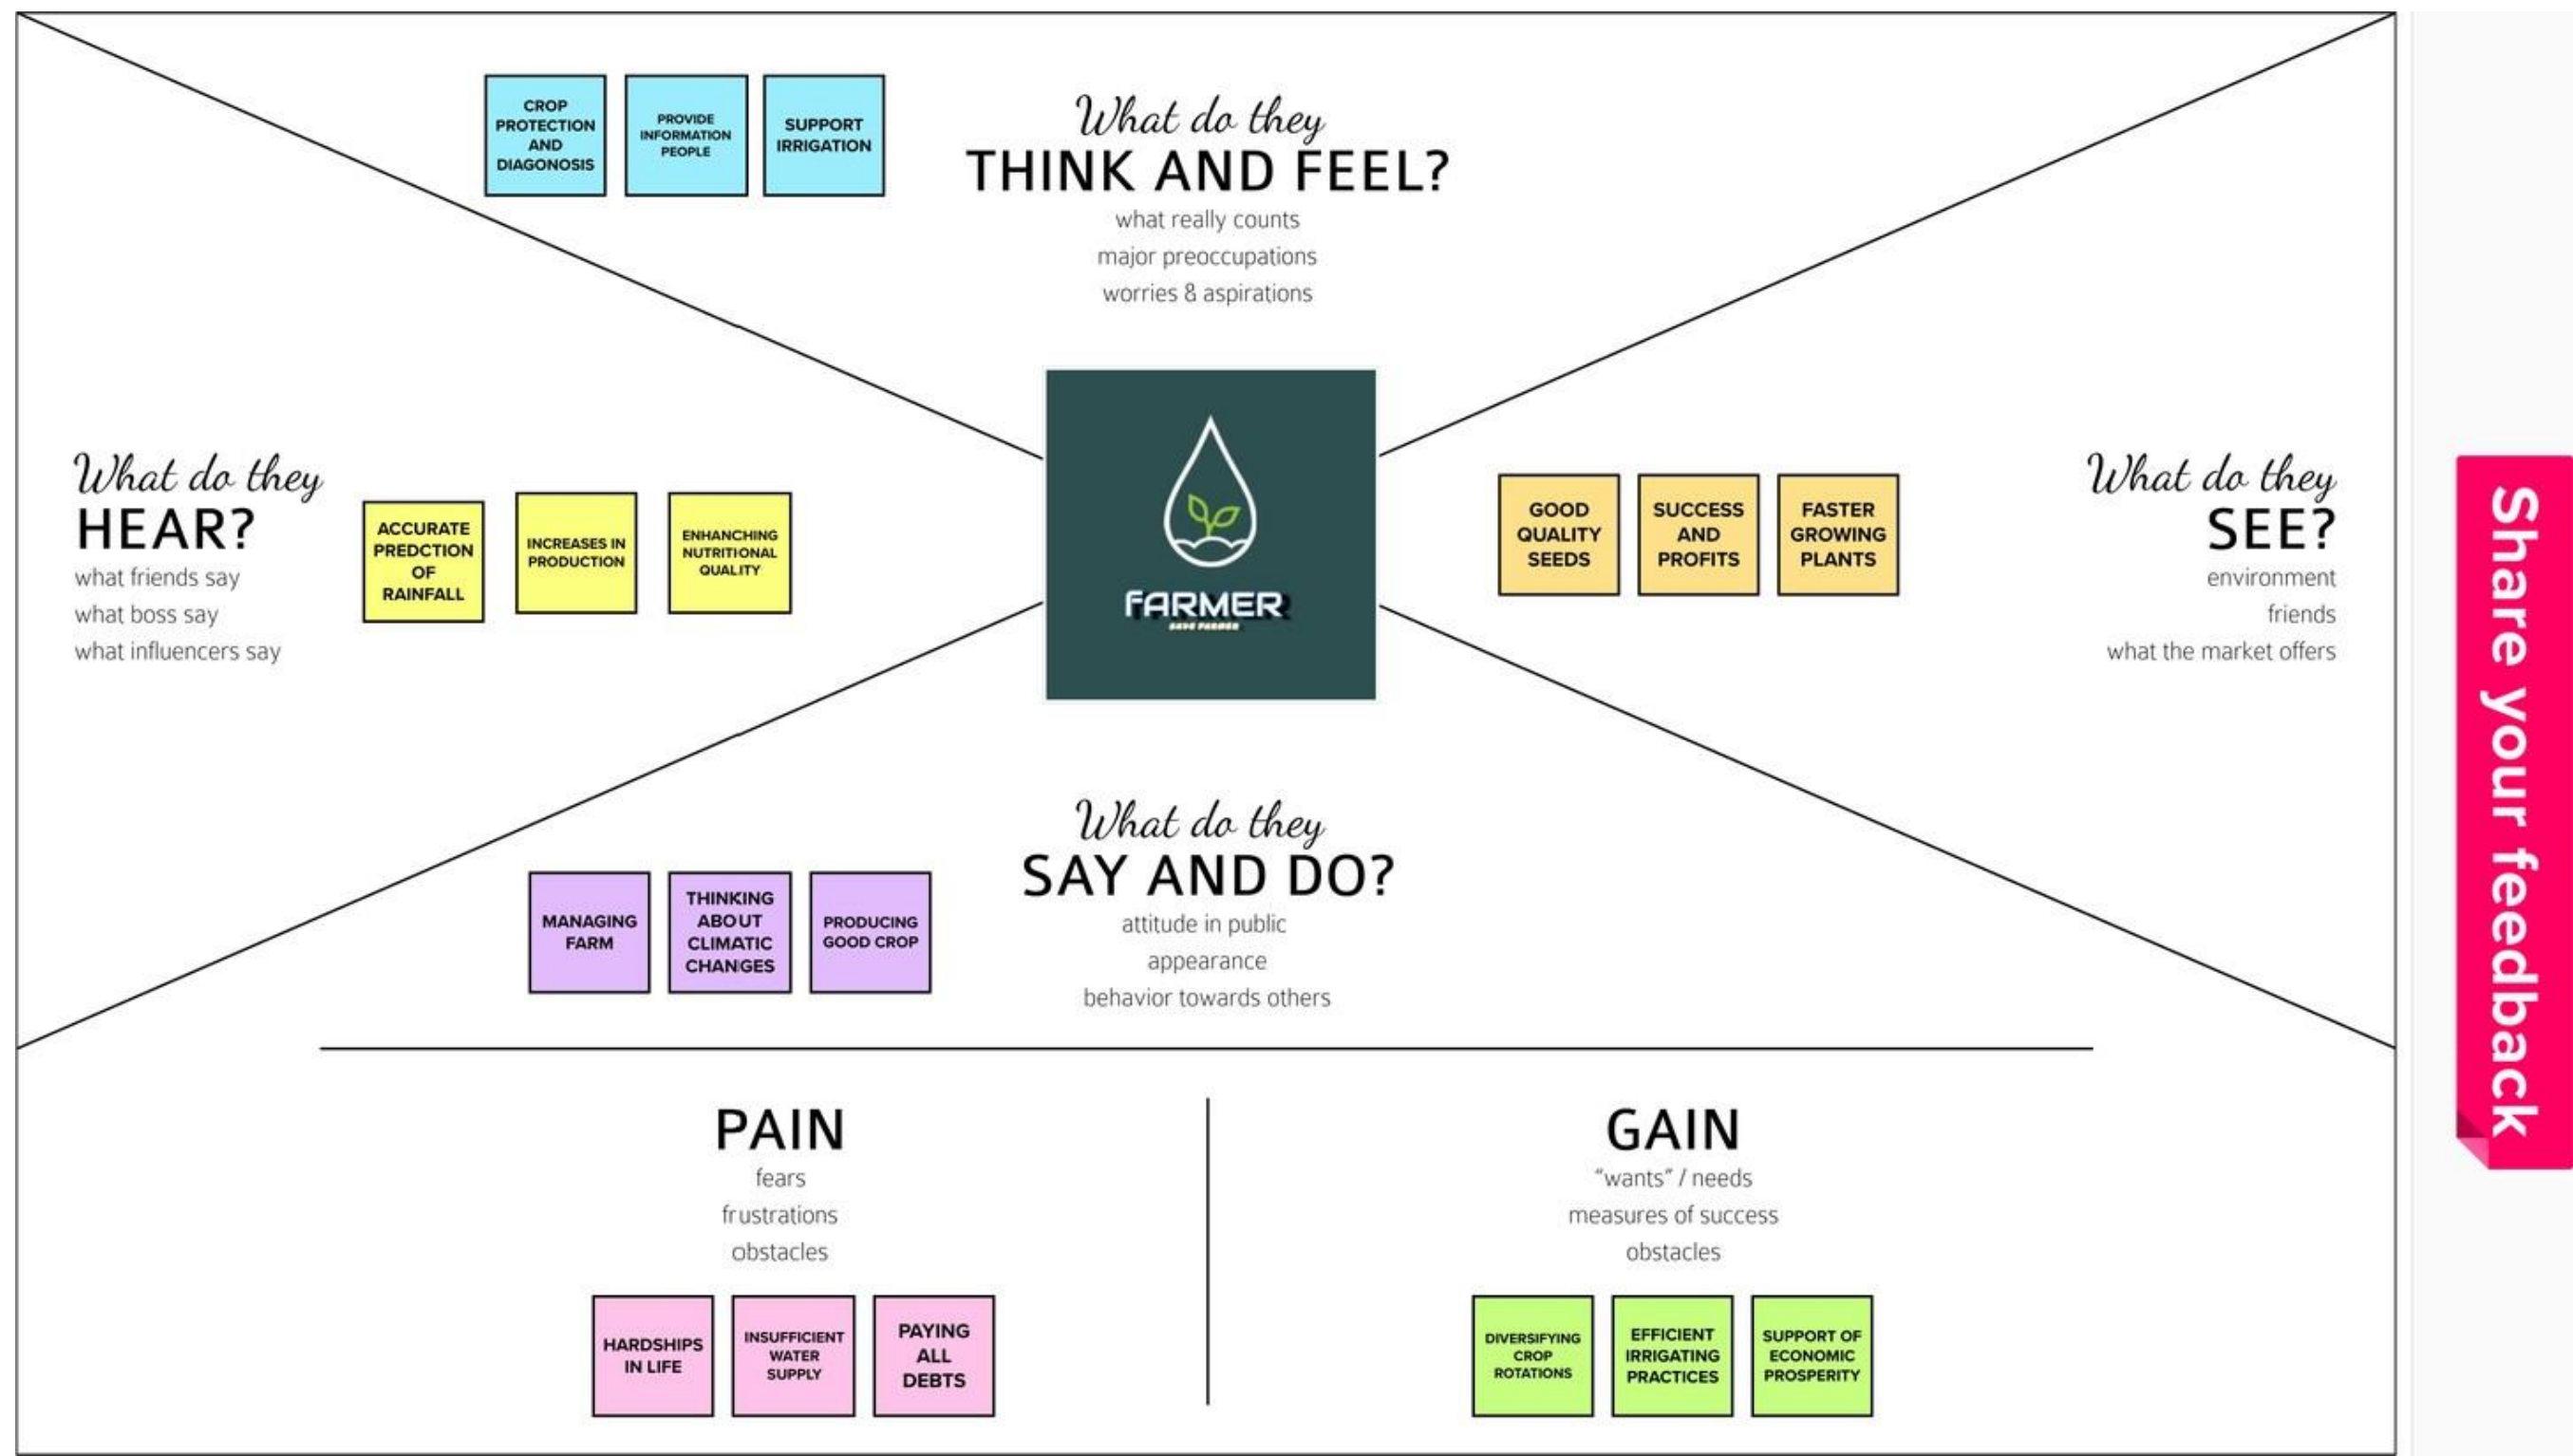 CROP
PROTECTION
AND
DIAGONOSIS
PROVIDE
INFORMATION
PEOPLE
SUPPORT
IRRIGATION
What do they
THINK AND FEEL?
what really counts
major preoccupations
worries & aspirations
What do they
HEAR?
what friends say
what boss say
what influencers say
ACCURATE
PREDCTION
OF
RAINFALL
INCREASES IN
PRODUCTION
ENHANCHING
NUTRITIONAL
QUALITY
FARMER
SAVE FARMER
GOOD
QUALITY
SEEDS
SUCCESS
AND
PROFITS
FASTER
GROWING
PLANTS
What do they
SEE?
environment
friends
what the market offers
MANAGING
FARM
THINKING
ABOUT
CLIMATIC
CHANGES
PRODUCING
GOOD CROP
What do they
SAY AND DO?
attitude in public
appearance
behavior towards others
PAIN
fears
frustrations
obstacles
HARDSHIPS
IN LIFE
INSUFFICIENT
WATER
SUPPLY
PAYING
ALL
DEBTS
GAIN
"wants" / needs
measures of success
obstacles
DIVERSIFYING
CROP
ROTATIONS
EFFICIENT
IRRIGATING
PRACTICES
SUPPORT OF
ECONOMIC
PROSPERITY
Share your feedback